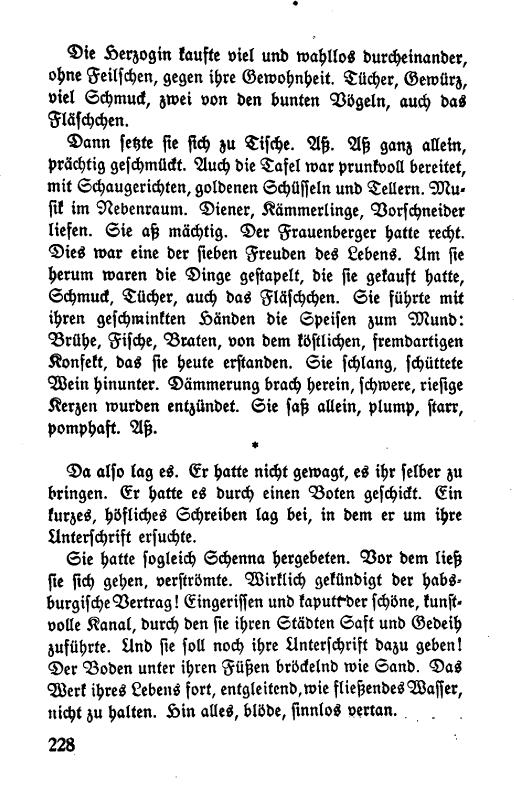 Die Herzogin kaufte viel und wahllos durcheinander,
ohne Feilschen, gegen ihre Gewohnheit. Tücher, Gewürz,
viel Schmuck, zwei von den bunten Vögeln, auch das
Fläschchen.
Dann setzte sie sich zu Tische. Aß. Aß ganz allein,
prächtig geschmückt. Auch die Tafel war prunkvoll bereitet,
mit Schaugerichten, goldenen Schüsseln und Tellern. Mu-
sik im Nebenraum. Diener, Kämmerlinge, Vorschneider
liefen. Sie aß mächtig. Der Frauenberger hatte recht.
Dies war eine der sieben Freuden des Lebens. Um sie
herum waren die Dinge gestapelt, die sie gekauft hatte,
Schmuck, Tücher, auch das Fläschchen. Sie führte mit
ihren geschminkten Händen die Speisen zum Mund:
Brühe, Fische, Braten, von dem köstlichen, fremdartigen
Konfekt, das sie heute erstanden. Sie schlang, schüttete
Wein hinunter. Dämmerung brach herein, schwere, riesige
Kerzen wurden entzündet. Sie saß allein, plump, starr,
pomphaft. Aß.
*
Da also lag es. Er hatte nicht gewagt, es ihr selber zu
bringen. Er hatte es durch einen Boten geschickt. Ein
kurzes, höfliches Schreiben lag bei, in dem er um ihre
Unterschrift ersuchte.
Sie hatte sogleich Schenna hergebeten. Vor dem ließ
sie sich gehen, verströmte. Wirklich gekündigt der habs-
burgische Vertrag! Eingerissen und kaputt der schöne, kunst-
volle Kanal, durch den sie ihren Städten Saft und Gedeih
zuführte. Und sie soll noch ihre Unterschrift dazu geben!
Der Boden unter ihren Füßen bröckelnd wie Sand. Das
Werk ihres Lebens fort, entgleitend, wie fließendes Wasser,
nicht zu halten. Hin alles, blöde, sinnlos vertan.
228